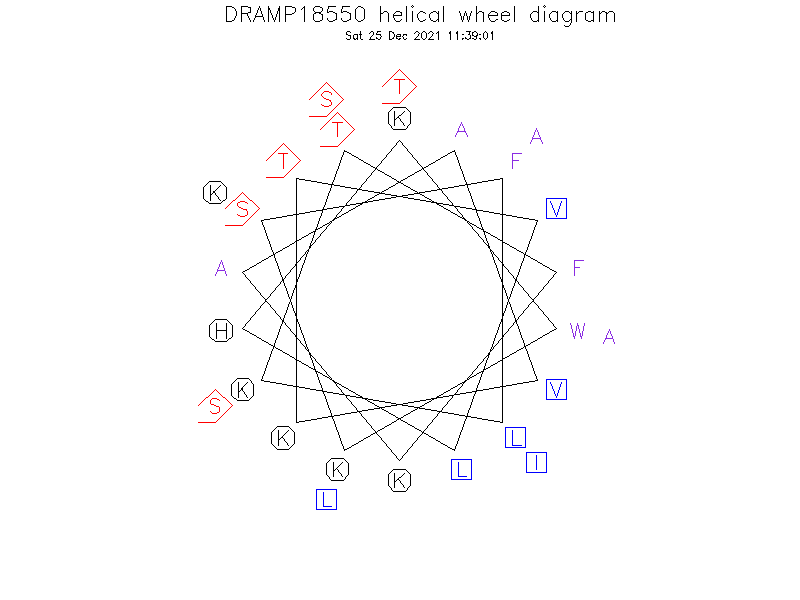 DRAMP18550 helical wheel diagram
Sat 25 Dec 2021 11:39:01
T
S
K
T
A
A
T
F
K
S
V
A
F
H
W
A
K
V
S
K
L
I
K
L
K
L